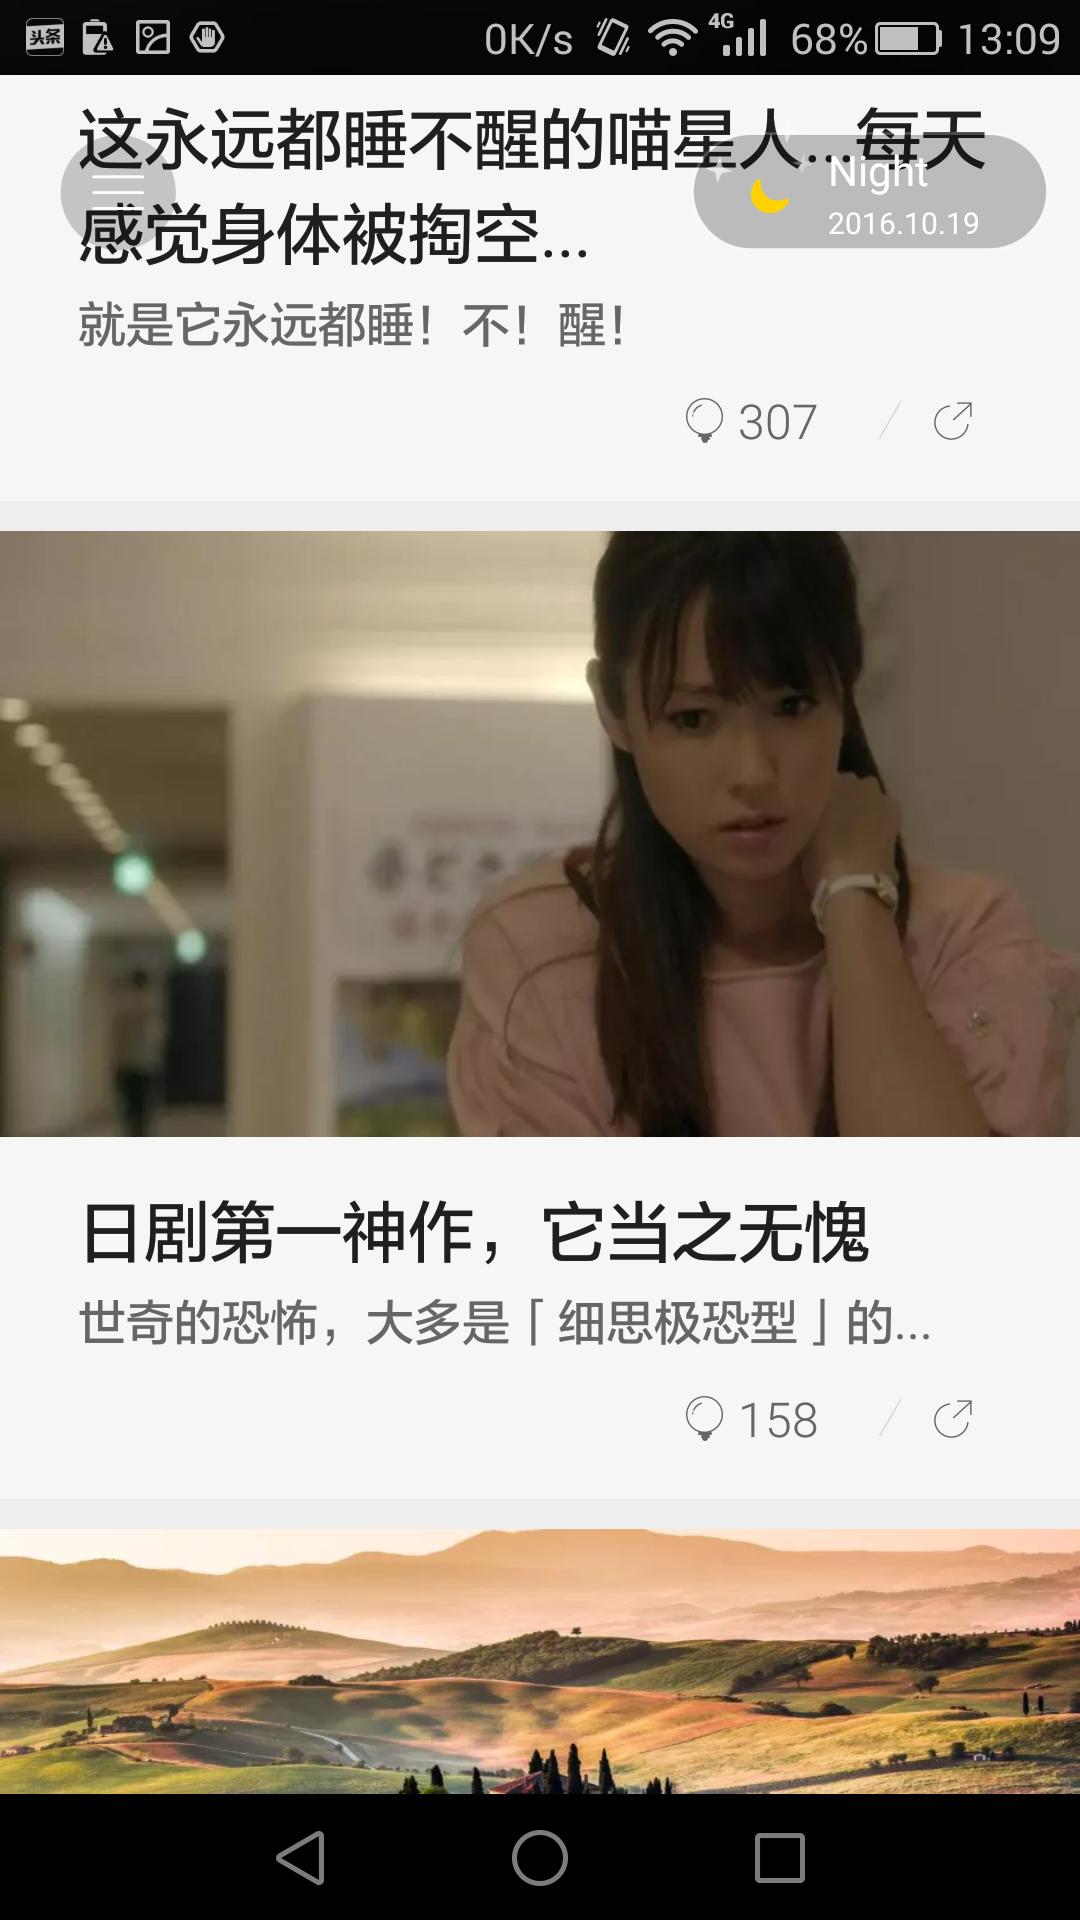 头条
0K/s 4G 68% 13:09
这永远都睡不醒的喵星人...每天
感觉身体被掏空...
Night
2016.10.19
就是它永远都睡！不！醒！
307
日剧第一神作，它当之无愧
世奇的恐怖，大多是「细思极恐型」的...
158